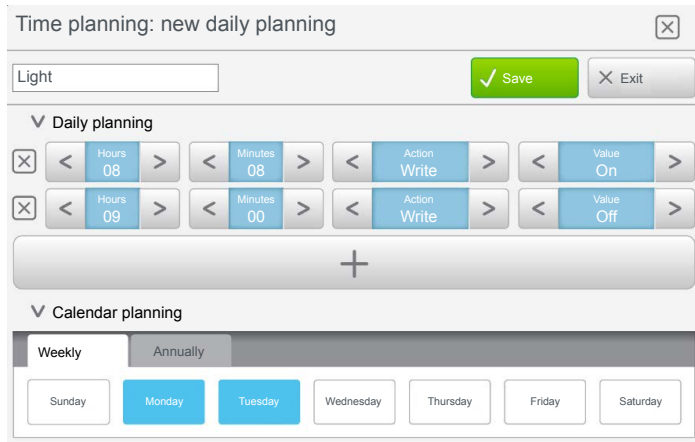 Time planning: new daily planning
Light Save Exit
Daily planning
Hours Minutes Action Value
08 08 Write On
Hours Minutes Action Value
09 00 Write Off
Calendar planning
Weekly Annually
Sunday Monday Tuesday Wednesday Thursday Friday Saturday